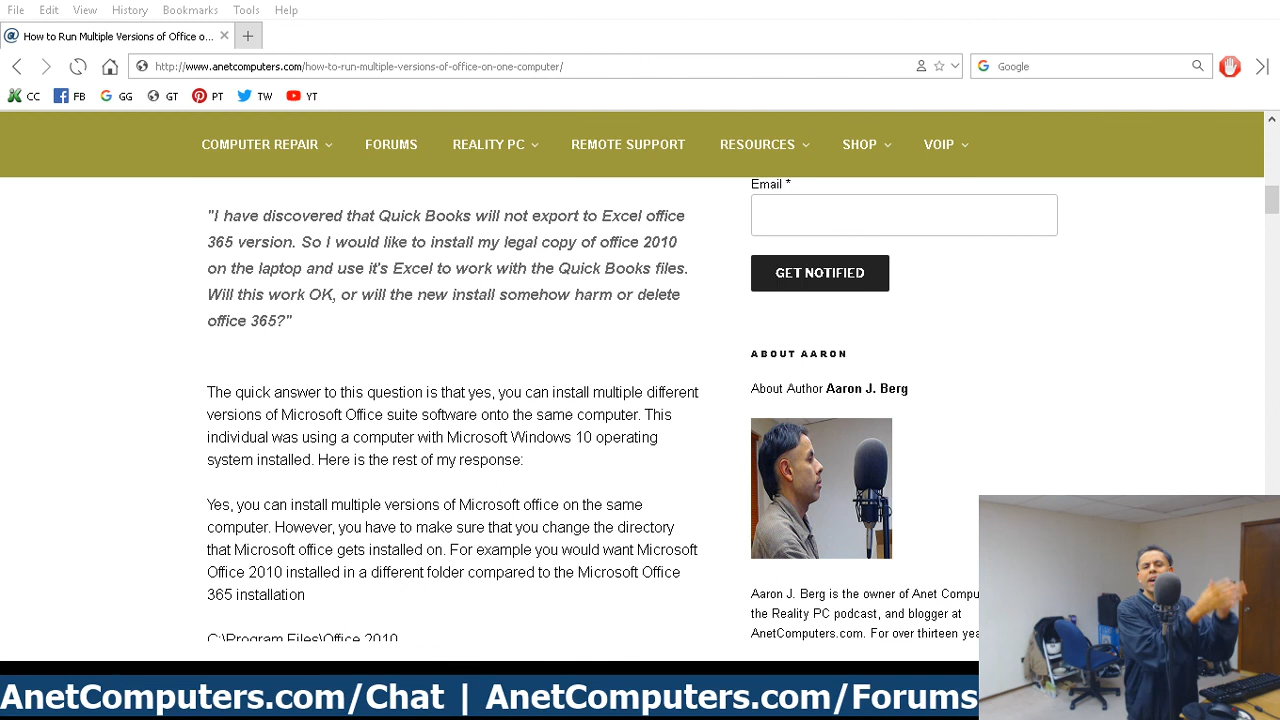 File Edit View History Bookmarks Tools Help
@ How to Run Multiple Versions of Office o...
http://www.anetcomputers.com/how-to-run-multiple-versions-of-office-on-one-computer/
G Google
CC FB GG GT PT TW YT
COMPUTER REPAIR FORUMS REALITY PC REMOTE SUPPORT RESOURCES SHOP VOIP
"I have discovered that Quick Books will not export to Excel office
365 version. So I would like to install my legal copy of office 2010
on the laptop and use it's Excel to work with the Quick Books files.
Will this work OK, or will the new install somehow harm or delete
office 365?"
The quick answer to this question is that yes, you can install multiple different
versions of Microsoft Office suite software onto the same computer. This
individual was using a computer with Microsoft Windows 10 operating
system installed. Here is the rest of my response:
Yes, you can install multiple versions of Microsoft office on the same
computer. However, you have to make sure that you change the directory
that Microsoft office gets installed on. For example you would want Microsoft
Office 2010 installed in a different folder compared to the Microsoft Office
365 installation
C:\Program Files\Office 2010
Email *
GET NOTIFIED
ABOUT AARON
About Author Aaron J. Berg
Aaron J. Berg is the owner of Anet Compu
the Reality PC podcast, and blogger at
AnetComputers.com. For over thirteen yea
AnetComputers.com/Chat | AnetComputers.com/Forums